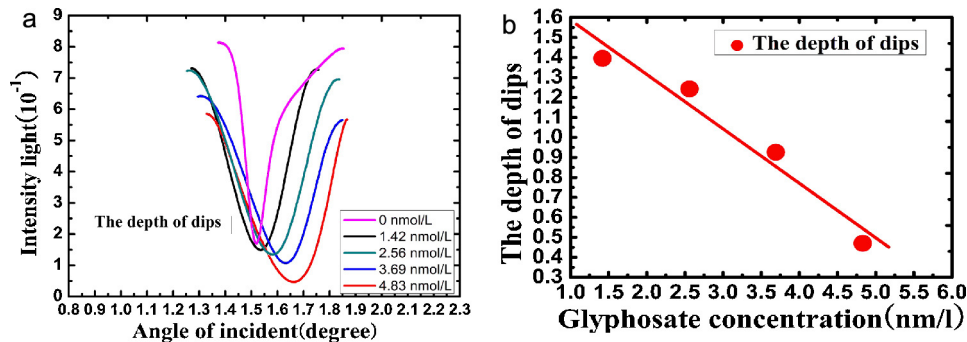 a
Intensity light(10⁻¹)
9
8
7
6
5
4
3
2
1
0
The depth of dips
0 nmol/L
1.42 nmol/L
2.56 nmol/L
3.69 nmol/L
4.83 nmol/L
0.8 0.9 1.0 1.1 1.2 1.3 1.4 1.5 1.6 1.7 1.8 1.9 2.0 2.1 2.2 2.3
Angle of incident(degree)
b
The depth of dips
1.6
1.5
1.4
1.3
1.2
1.0
0.9
0.8
0.6
0.5
0.4
0.3
The depth of dips
1.0 1.5 2.0 2.5 3.0 3.5 4.0 4.5 5.0 5.5 6.0
Glyphosate concentration(nm/l)